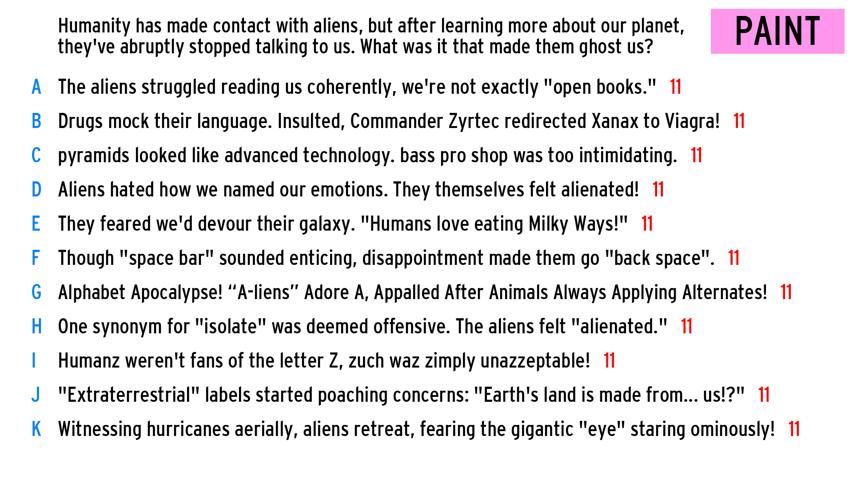 Humanity has made contact with aliens, but after learning more about our planet,
they've abruptly stopped talking to us. What was it that made them ghost us?
PAINT
A The aliens struggled reading us coherently, we're not exactly "open books." 11
B Drugs mock their language. Insulted, Commander Zyrtec redirected Xanax to Viagra! 11
C pyramids looked like advanced technology. bass pro shop was too intimidating. 11
D Aliens hated how we named our emotions. They themselves felt alienated! 11
E They feared we'd devour their galaxy. "Humans love eating Milky Ways!" 11
F Though "space bar" sounded enticing, disappointment made them go "back space". 11
G Alphabet Apocalypse! “A-liens” Adore A, Appalled After Animals Always Applying Alternates! 11
H One synonym for "isolate" was deemed offensive. The aliens felt "alienated." 11
I Humanz weren't fans of the letter Z, zuch waz zimply unazzeptable! 11
J "Extraterrestrial" labels started poaching concerns: "Earth's land is made from... us!?" 11
K Witnessing hurricanes aerially, aliens retreat, fearing the gigantic "eye" staring ominously! 11